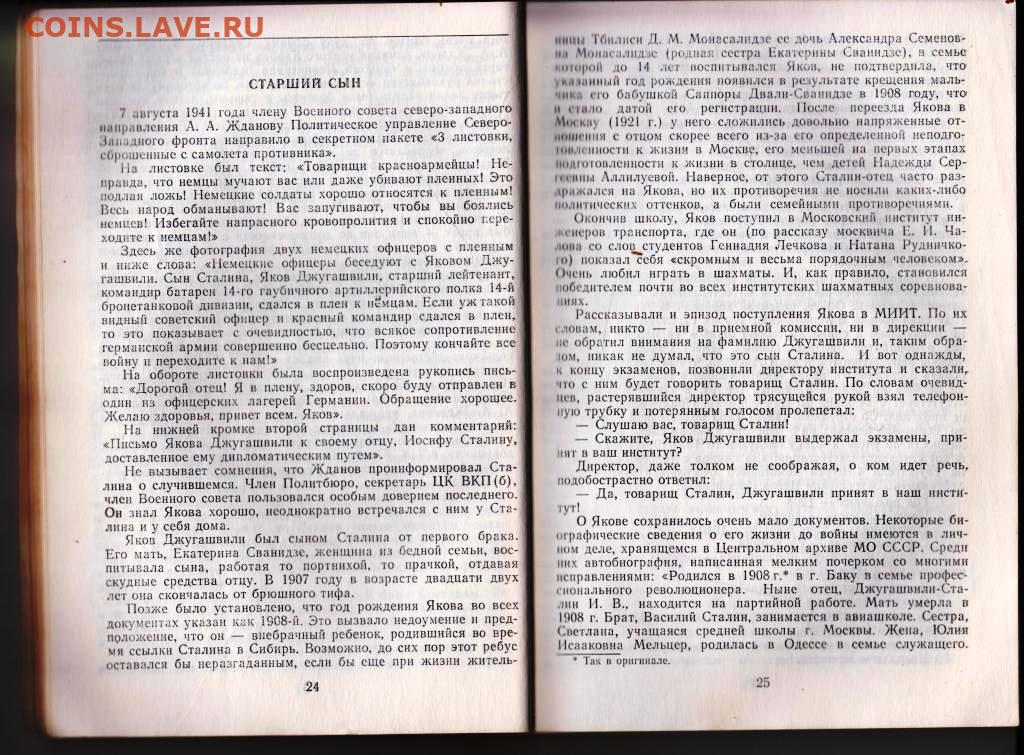 COINS.LAVE.RU
СТАРШИЙ СЫН
7 августа 1941 года члену Военного совета северо-западного
направления А. А. Жданову Политическое управление Северо-
Западного фронта направило в секретном пакете «3 листовки,
сброшенные с самолета противника».
На листовке был текст: «Товарищи красноармейцы! Не-
правда, что немцы мучают вас или даже убивают пленных! Это
подлая ложь! Немецкие солдаты хорошо относятся к пленным!
Весь народ обманывают! Вас запугивают, чтобы вы боялись
немцев! Избегайте напрасного кровопролития и спокойно пере-
ходите к немцам!»
Здесь же фотография двух немецких офицеров с пленным
и ниже слова: «Немецкие офицеры беседуют с Яковом Джу-
гашвили. Сын Сталина, Яков Джугашвили, старший лейтенант,
командир батареи 14-го гаубичного артиллерийского полка 14-й
бронетанковой дивизии, сдался в плен к немцам. Если уж такой
видный советский офицер и красный командир сдался в плен,
то это показывает с очевидностью, что всякое сопротивление
германской армии совершенно бесцельно. Поэтому кончайте все
войну и переходите к нам!»
На обороте листовки была воспроизведена рукопись пись-
ма: «Дорогой отец! Я в плену, здоров, скоро буду отправлен в
один из офицерских лагерей Германии. Обращение хорошее.
Желаю здоровья, привет всем. Яков».
На нижней кромке второй страницы дан комментарий:
«Письмо Якова Джугашвили к своему отцу, Иосифу Сталину,
доставленное ему дипломатическим путем».
Не вызывает сомнения, что Жданов проинформировал Ста-
лина о случившемся. Член Политбюро, секретарь ЦК ВКП(б),
член Военного совета пользовался особым доверием последнего.
Он знал Якова хорошо, неоднократно встречался с ним у Ста-
лина и у себя дома.
Яков Джугашвили был сыном Сталина от первого брака.
Его мать, Екатерина Сванидзе, женщина из бедной семьи, вос-
питывала сына, работая то портнихой, то прачкой, отдавая
скудные средства отцу. В 1907 году в возрасте двадцати двух
лет она скончалась от брюшного тифа.
Позже было установлено, что год рождения Якова во всех
документах указан как 1908-й. Это вызвало недоумение и пред-
положение, что он — внебрачный ребенок, родившийся во вре-
мя ссылки Сталина в Сибирь. Возможно, до сих пор этот ребус
оставался бы неразгаданным, если бы еще при жизни житель-
24
ницы Тбилиси Д. М. Монасалидзе ее дочь Александра Семенов-
на Монасалидзе (родная сестра Екатерины Сванидзе), в семье
которой до 14 лет воспитывался Яков, не подтвердила, что
указанный год рождения появился в результате крещения маль-
чика его бабушкой Саппоры Двали-Сванидзе в 1908 году, что
и стало датой его регистрации. После переезда Якова в
Москву (1921 г.) у него сложились довольно напряженные от-
ношения с отцом скорее всего из-за его определенной неподго-
товленности к жизни в Москве, его меньшей на первых этапах
подготовленности к жизни в столице, чем детей Надежды Сер-
геевны Аллилуевой. Наверное, от этого Сталин-отец часто раз-
дражался на Якова, но их противоречия не носили каких-либо
политических оттенков, а были семейными противоречиями.
Окончив школу, Яков поступил в Московский институт ин-
женеров транспорта, где он (по рассказу москвича Е. И. Ча-
лова со слов студентов Геннадия Лечкова и Натана Рудничко-
го) показал себя «скромным и весьма порядочным человеком».
Очень любил играть в шахматы. И, как правило, становился
победителем почти во всех институтских шахматных соревнова-
ниях.
Рассказывали и эпизод поступления Якова в МИИТ. По их
словам, никто — ни в приемной комиссии, ни в дирекции —
не обратил внимания на фамилию Джугашвили и, таким обра-
зом, никак не думал, что это сын Сталина. И вот однажды,
к концу экзаменов, позвонили директору института и сказали,
что с ним будет говорить товарищ Сталин. По словам очевид-
цев, растерявшийся директор трясущейся рукой взял телефон-
ную трубку и потерянным голосом пролепетал:
— Слушаю вас, товарищ Сталин!
— Скажите, Яков Джугашвили выдержал экзамены, при-
нят в ваш институт?
Директор, даже толком не соображая, о ком идет речь,
подобострастно ответил:
— Да, товарищ Сталин, Джугашвили принят в наш инсти-
тут!
О Якове сохранилось очень мало документов. Некоторые би-
ографические сведения о его жизни до войны имеются в лич-
ном деле, хранящемся в Центральном архиве МО СССР. Среди
них автобиография, написанная мелким почерком со многими
исправлениями: «Родился в 1908 г.* в г. Баку в семье профес-
сионального революционера. Ныне отец, Джугашвили-Ста-
лин И. В., находится на партийной работе. Мать умерла в
1908 г. Брат, Василий Сталин, занимается в авиашколе. Сестра,
Светлана, учащаяся средней школы г. Москвы. Жена, Юлия
Исааковна Мельцер, родилась в Одессе в семье служащего.
* Так в оригинале.
25